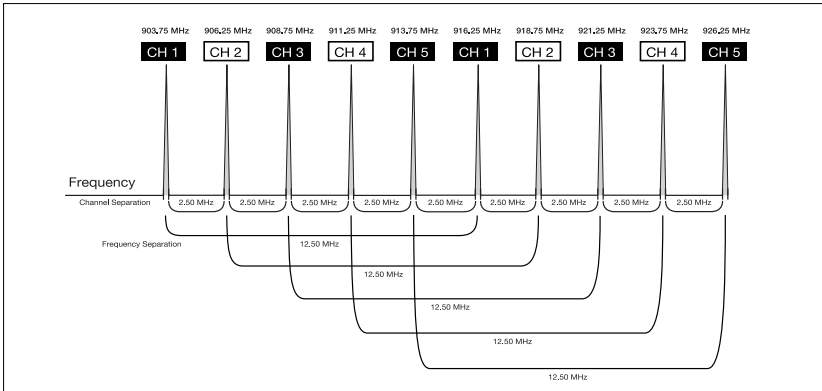 903.75 MHz 906.25 MHz 908.75 MHz 911.25 MHz 913.75 MHz 916.25 MHz 918.75 MHz 921.25 MHz 923.75 MHz 926.25 MHz
CH 1 CH 2 CH 3 CH 4 CH 5 CH 1 CH 2 CH 3 CH 4 CH 5
Frequency
Channel Separation 2.50 MHz 2.50 MHz 2.50 MHz 2.50 MHz 2.50 MHz 2.50 MHz 2.50 MHz 2.50 MHz 2.50 MHz
Frequency Separation 12.50 MHz
12.50 MHz
12.50 MHz
12.50 MHz
12.50 MHz